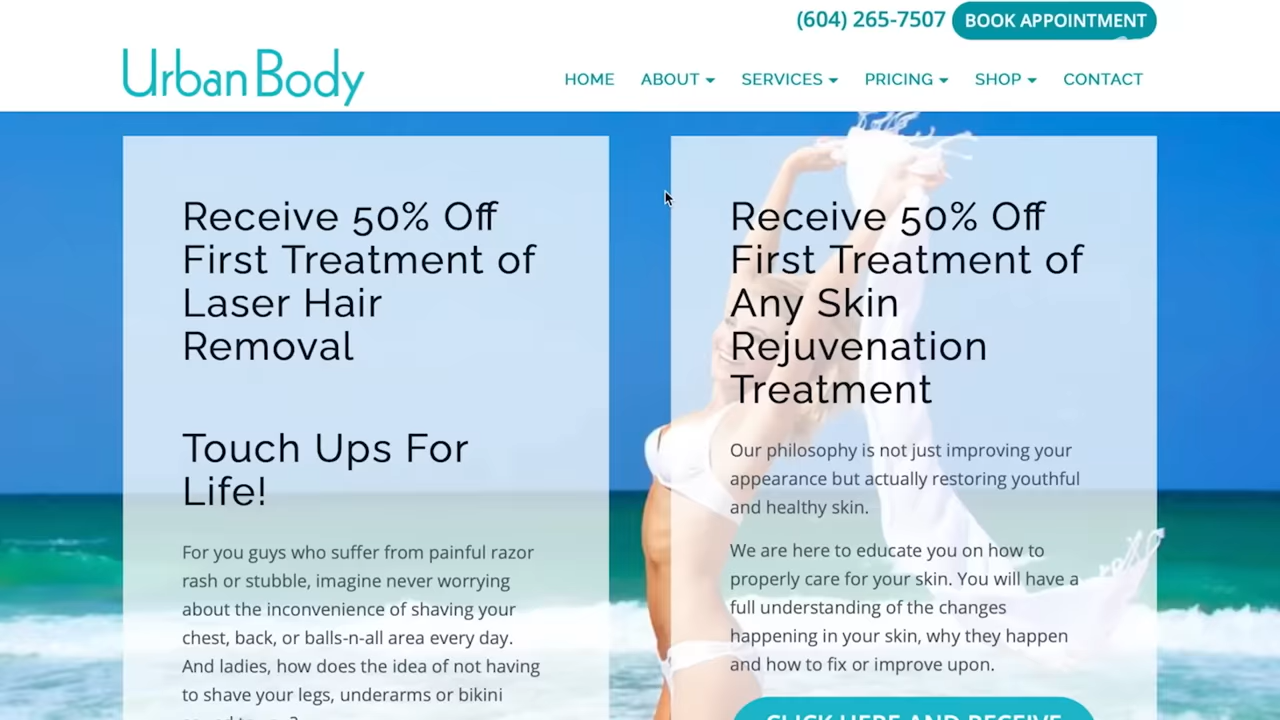 (604) 265-7507 BOOK APPOINTMENT
UrbanBody
HOME ABOUT SERVICES PRICING SHOP CONTACT
Receive 50% Off
First Treatment of
Laser Hair
Removal
Touch Ups For
Life!
For you guys who suffer from painful razor
rash or stubble, imagine never worrying
about the inconvenience of shaving your
chest, back, or balls-n-all area every day.
And ladies, how does the idea of not having
to shave your legs, underarms or bikini
Receive 50% Off
First Treatment of
Any Skin
Rejuvenation
Treatment
Our philosophy is not just improving your
appearance but actually restoring youthful
and healthy skin.
We are here to educate you on how to
properly care for your skin. You will have a
full understanding of the changes
happening in your skin, why they happen
and how to fix or improve upon.
CLICK HERE AND RECEIVE